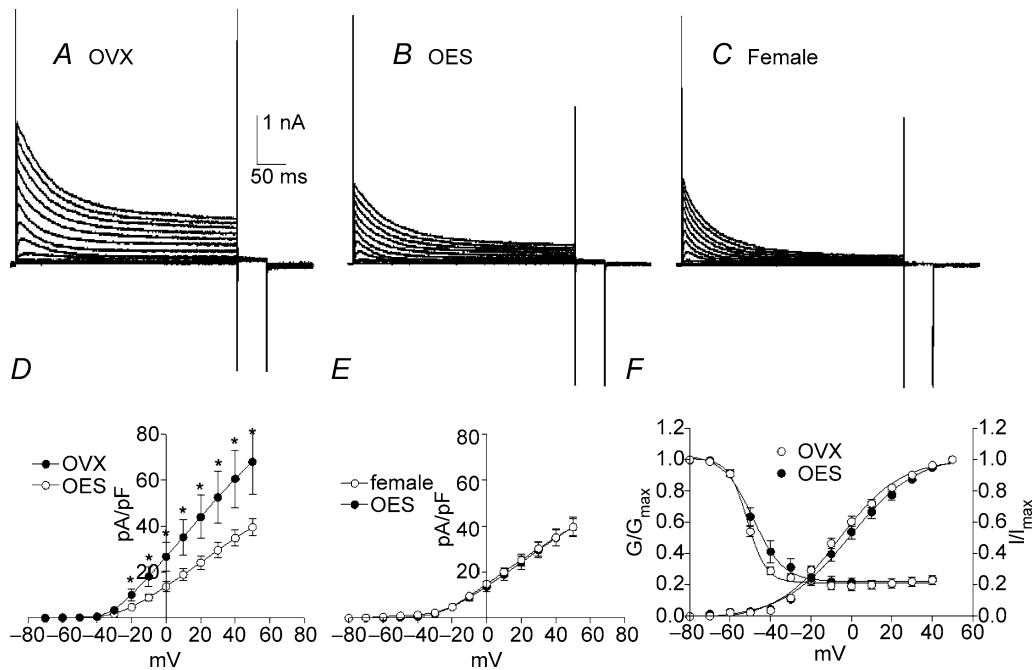 A OVX
B OES
C Female
1 nA
50 ms
D
E
F
80
60
40
20
pA/pF
OVX
OES
* * * * * * * *
−80 −60 −40 −20 0 20 40 60 80
mV
80
60
40
20
pA/pF
female
OES
−80 −60 −40 −20 0 20 40 60 80
mV
1.2
1.0
0.8
0.6
0.4
0.2
0.0
G/Gmax
OVX
OES
1.2
1.0
0.8
0.6
0.4
0.2
0.0
I/Imax
−80 −60 −40 −20 0 20 40 60
mV